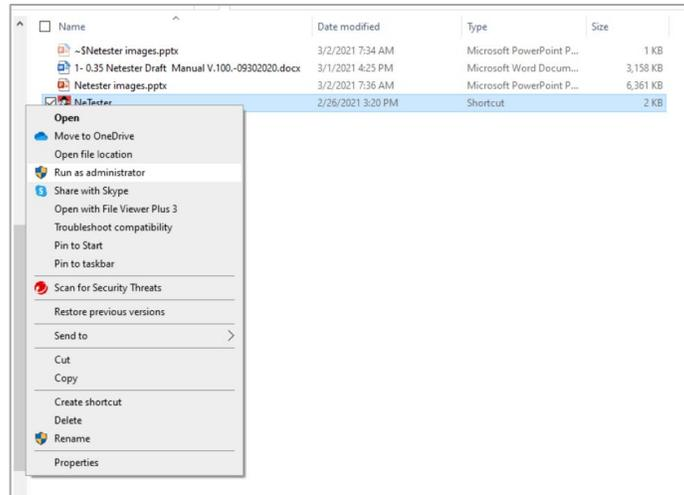 Name Date modified Type Size
~$Netester images.pptx 3/2/2021 7:34 AM Microsoft PowerPoint P... 1 KB
1- 0.35 Netester Draft Manual V.100.-09302020.docx 3/1/2021 4:25 PM Microsoft Word Docum... 3,158 KB
Netester images.pptx 3/2/2021 7:36 AM Microsoft PowerPoint P... 6,361 KB
NeTester 2/26/2021 3:20 PM Shortcut 2 KB
Open
Move to OneDrive
Open file location
Run as administrator
Share with Skype
Open with File Viewer Plus 3
Troubleshoot compatibility
Pin to Start
Pin to taskbar
Scan for Security Threats
Restore previous versions
Send to
Cut
Copy
Create shortcut
Delete
Rename
Properties